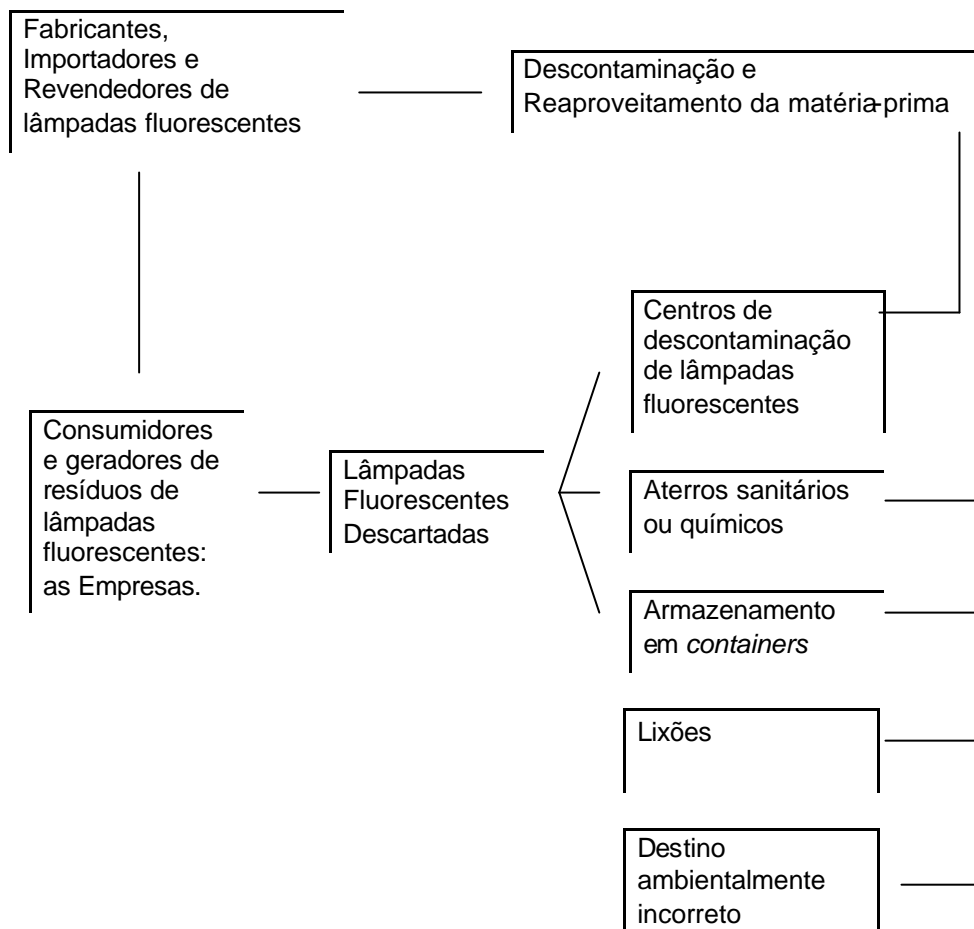 Fabricantes,
Importadores e
Revendedores de
lâmpadas fluorescentes
Descontaminação e
Reaproveitamento da matéria-prima
Centros de
descontaminação
de lâmpadas
fluorescentes
Consumidores
e geradores de
resíduos de
lâmpadas
fluorescentes:
as Empresas.
Lâmpadas
Fluorescentes
Descartadas
Aterros sanitários
ou químicos
Armazenamento
em containers
Lixões
Destino
ambientalmente
incorreto